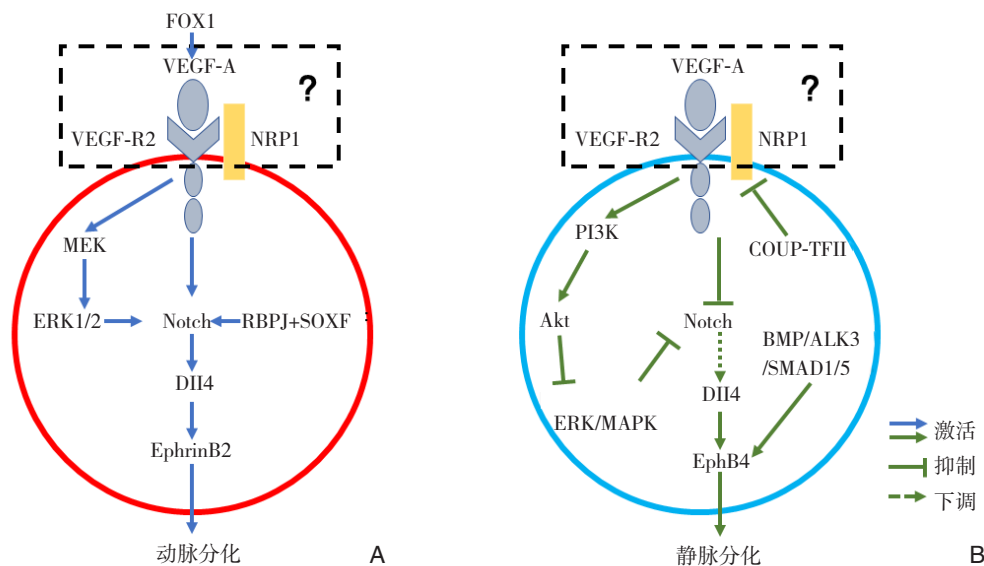 FOX1
VEGF-A
?
VEGF-R2
NRP1
MEK
ERK1/2
Notch
RBPJ+SOXF
:
DII4
EphrinB2
动脉分化
A
VEGF-A
?
VEGF-R2
NRP1
PI3K
COUP-TFII
Akt
Notch
BMP/ALK3
/SMAD1/5
DII4
ERK/MAPK
EphB4
静脉分化
激活
抑制
下调
B